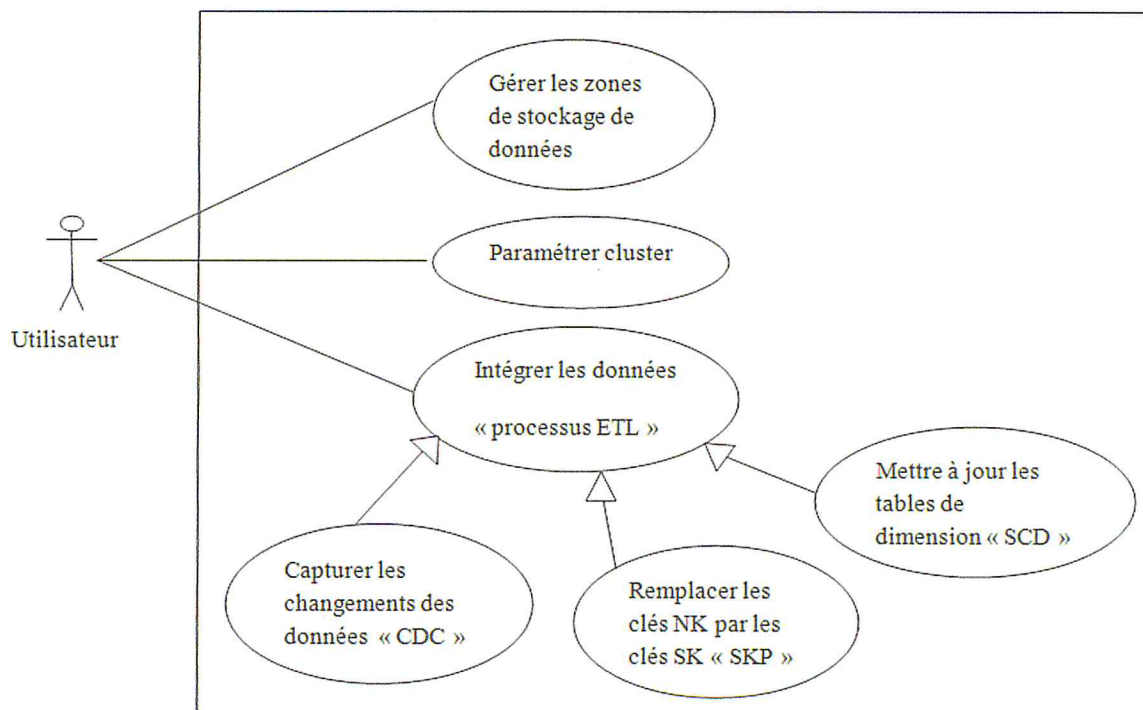 Gérer les zones
de stockage de
données
Paramétrer cluster
Utilisateur
Intégrer les données
« processus ETL »
Mettre à jour les
tables de
dimension « SCD »
Capturer les
changements des
données « CDC »
Remplacer les
clés NK par les
clés SK « SKP »